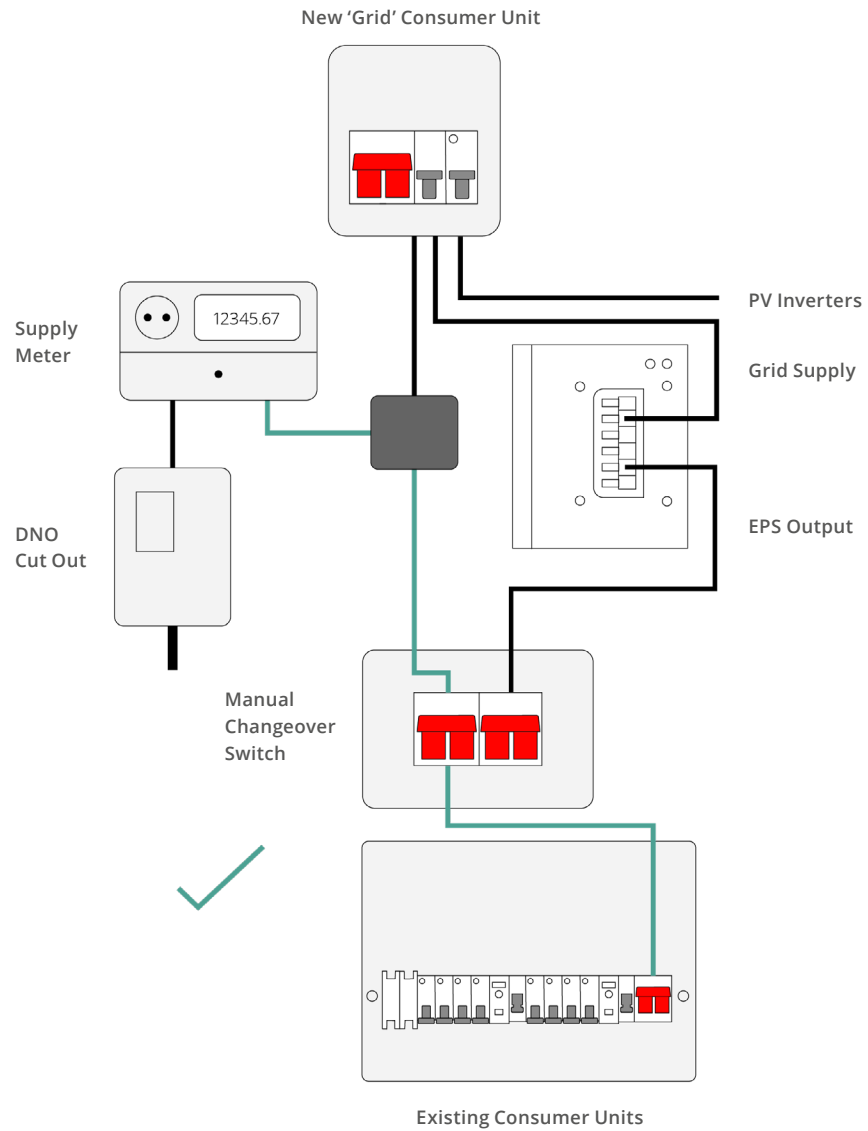 New ‘Grid’ Consumer Unit
12345.67
Supply
Meter
PV Inverters
Grid Supply
DNO
Cut Out
EPS Output
Manual
Changeover
Switch
Existing Consumer Units